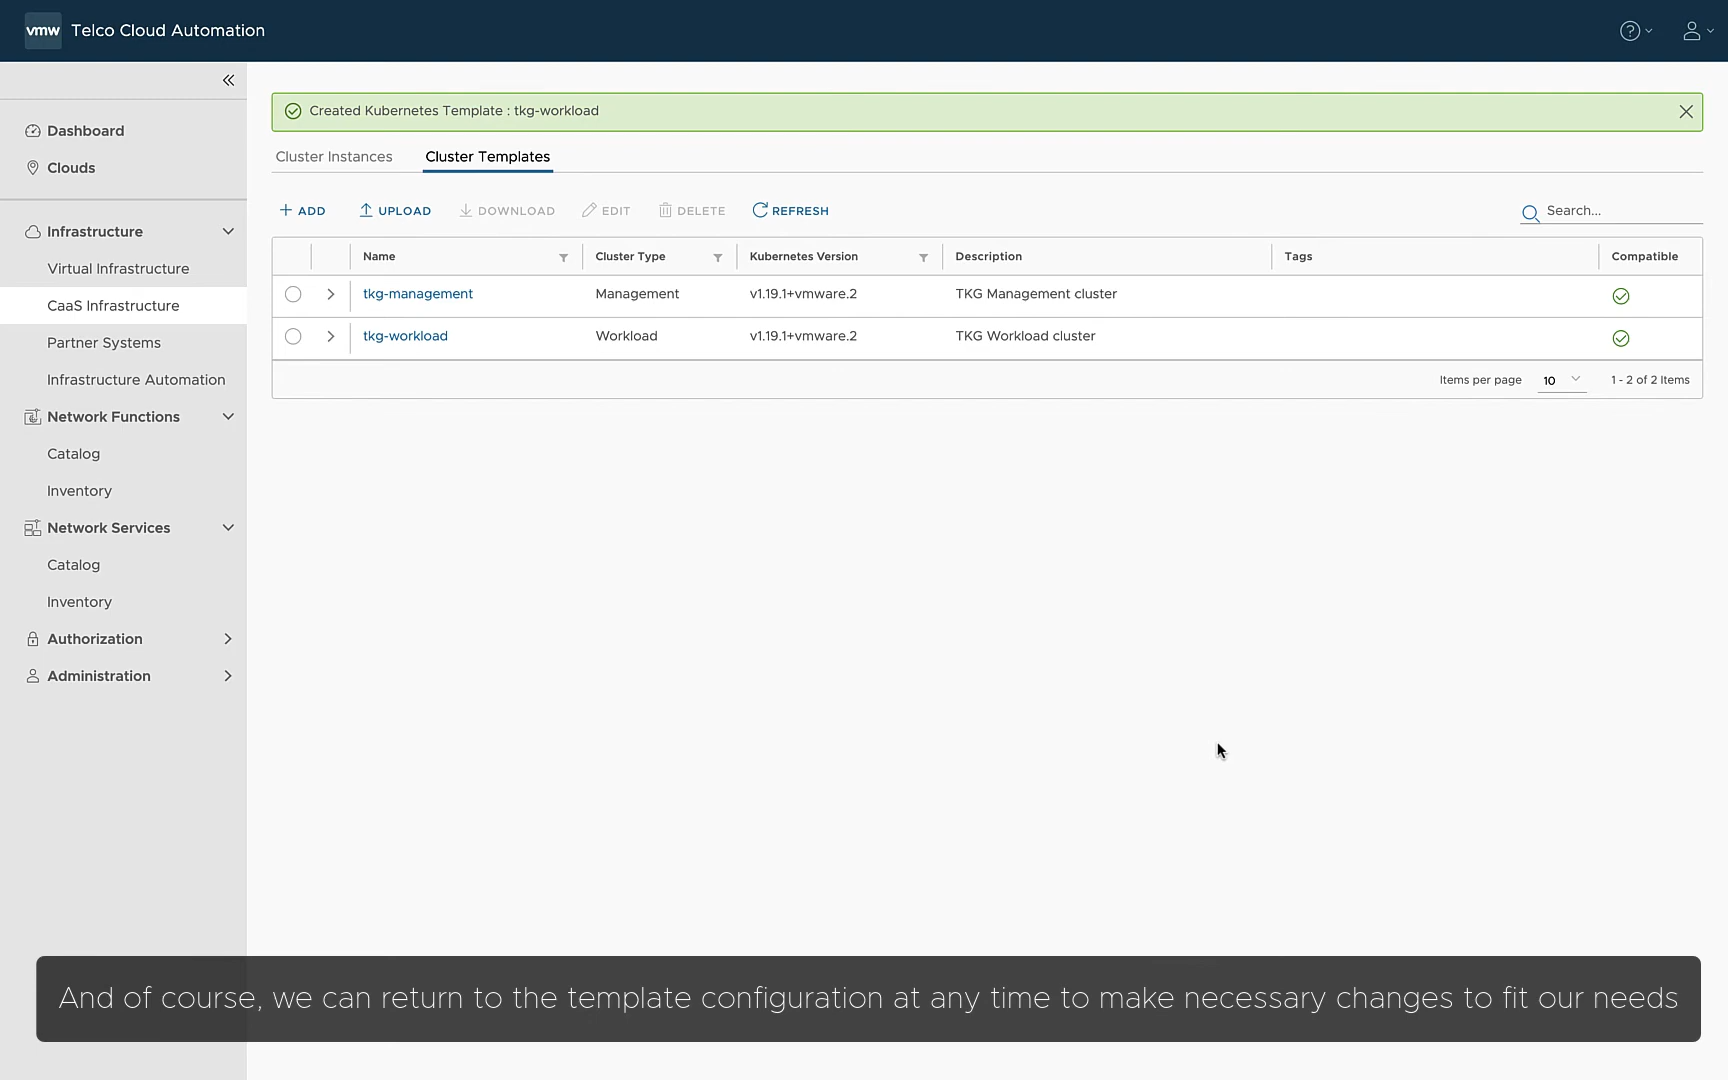 vmw Telco Cloud Automation
Dashboard
Clouds
Infrastructure
Virtual Infrastructure
CaaS Infrastructure
Partner Systems
Infrastructure Automation
Network Functions
Catalog
Inventory
Network Services
Catalog
Inventory
Authorization
Administration
Created Kubernetes Template : tkg-workload
Cluster Instances Cluster Templates
ADD UPLOAD DOWNLOAD EDIT DELETE REFRESH Search...
Name Cluster Type Kubernetes Version Description Tags Compatible
tkg-management Management v1.19.1+vmware.2 TKG Management cluster
tkg-workload Workload v1.19.1+vmware.2 TKG Workload cluster
Items per page 10 1 - 2 of 2 Items
And of course, we can return to the template configuration at any time to make necessary changes to fit our needs